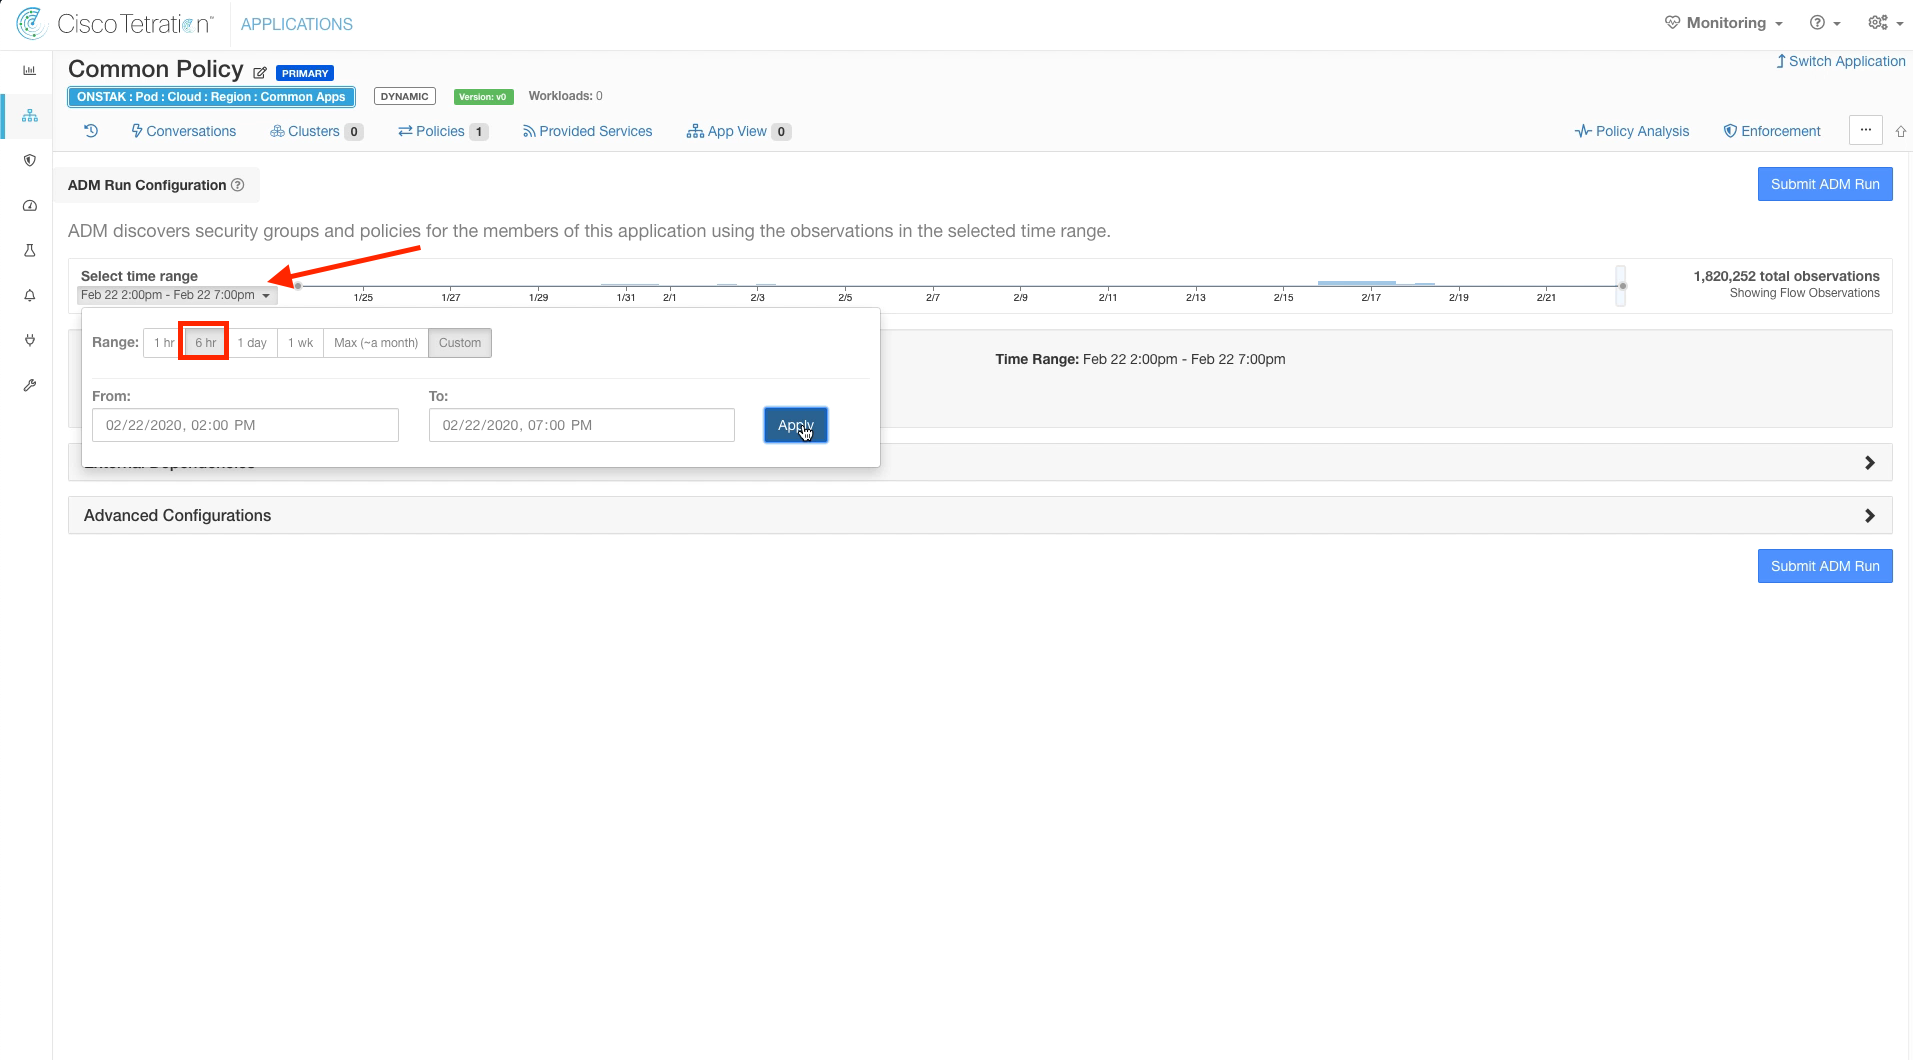 Cisco Tetration™ APPLICATIONS Monitoring
Common Policy PRIMARY Switch Application
ONSTAK : Pod : Cloud : Region : Common Apps DYNAMIC Version: v0 Workloads: 0
Conversations Clusters 0 Policies 1 Provided Services App View 0 Policy Analysis Enforcement ...
ADM Run Configuration Submit ADM Run
ADM discovers security groups and policies for the members of this application using the observations in the selected time range.
Select time range 1,820,252 total observations
Feb 22 2:00pm - Feb 22 7:00pm 1/25 1/27 1/29 1/31 2/1 2/3 2/5 2/7 2/9 2/11 2/13 2/15 2/17 2/19 2/21 Showing Flow Observations
Range: 1 hr 6 hr 1 day 1 wk Max (~a month) Custom
Time Range: Feb 22 2:00pm - Feb 22 7:00pm
From: To:
02/22/2020, 02:00 PM 02/22/2020, 07:00 PM Apply
External Dependencies
Advanced Configurations
Submit ADM Run